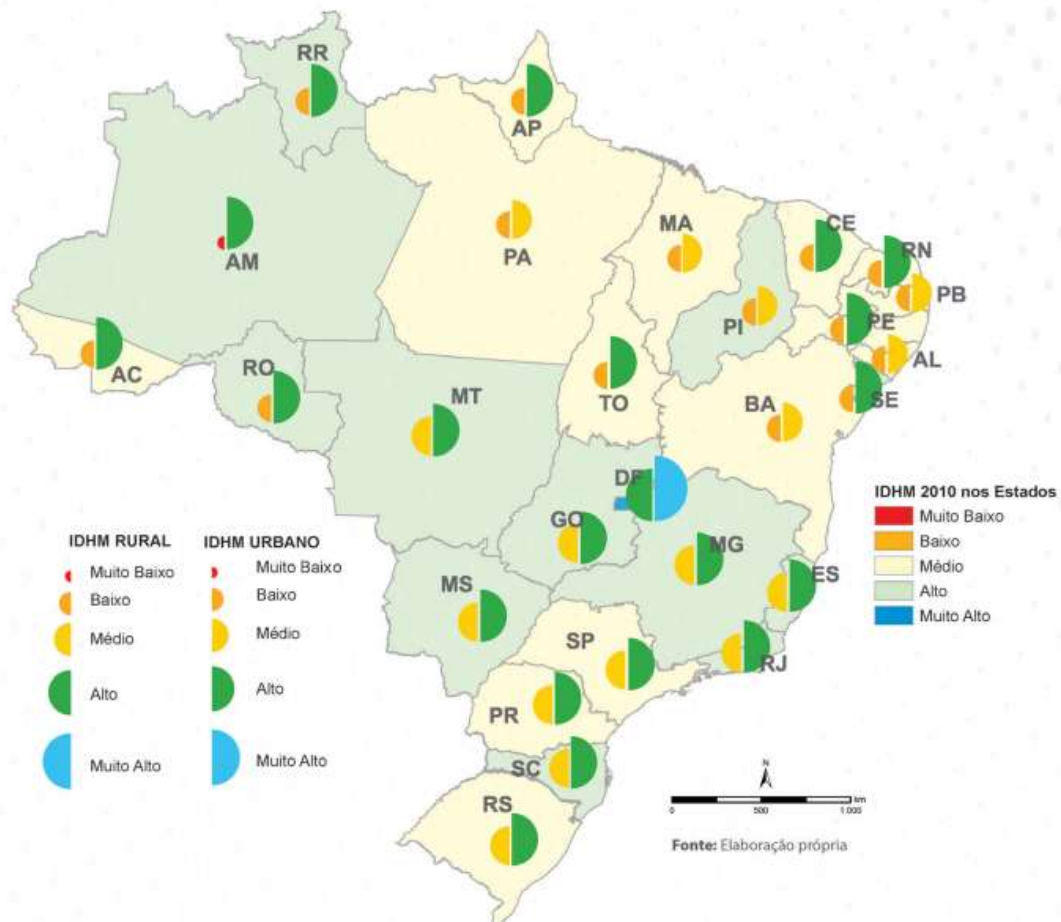 RR
AP
AM
PA
MA
CE
RN
PB
PI
PE
AL
SE
AC
RO
MT
TO
BA
DF
GO
MG
ES
MS
SP
RJ
PR
SC
RS
IDHM RURAL
Muito Baixo
Baixo
Médio
Alto
Muito Alto
IDHM URBANO
Muito Baixo
Baixo
Médio
Alto
Muito Alto
IDHM 2010 nos Estados
Muito Baixo
Baixo
Médio
Alto
Muito Alto
N
km
0 500 1.000
Fonte: Elaboração própria